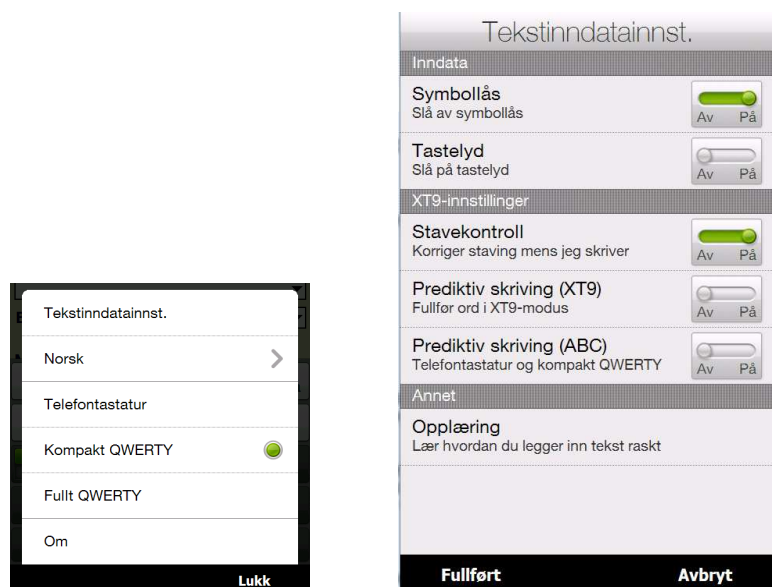 Tekstinndatainnst.
Norsk
Telefontastatur
Kompakt QWERTY
Fullt QWERTY
Om
Lukk
Tekstinndatainnst.
Inndata
Symbollås
Slå av symbollås
Av På
Tastelyd
Slå på tastelyd
Av På
XT9-innstillinger
Stavekontroll
Korriger staving mens jeg skriver
Av På
Prediktiv skriving (XT9)
Fullfør ord i XT9-modus
Av På
Prediktiv skriving (ABC)
Telefontastatur og kompakt QWERTY
Av På
Annet
Opplæring
Lær hvordan du legger inn tekst raskt
Fullført Avbryt